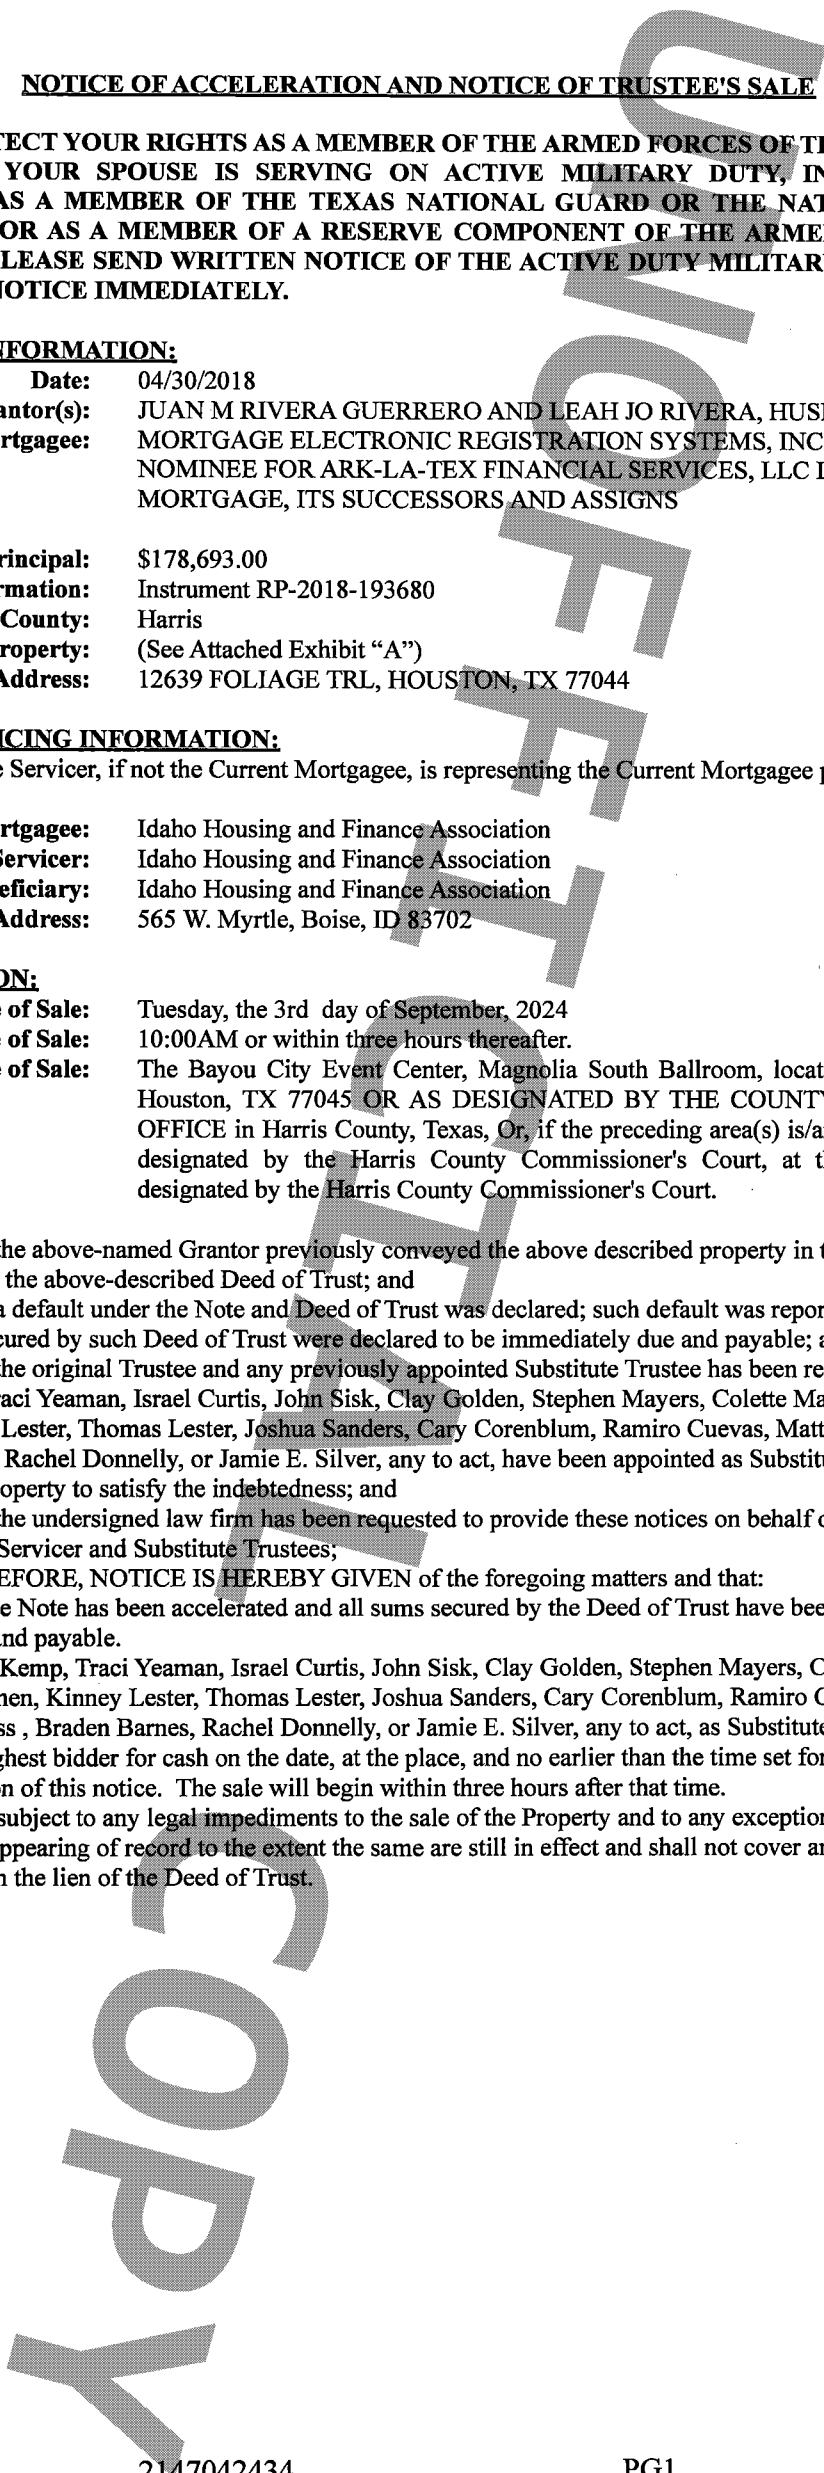 NOTICE OF ACCELERATION AND NOTICE OF TRUSTEE'S SALE
TECT YOUR RIGHTS AS A MEMBER OF THE ARMED FORCES OF
YOUR SPOUSE IS SERVING ON ACTIVE MILITARY DUTY, IN
AS A MEMBER OF THE TEXAS NATIONAL GUARD OR THE NAT
OR AS A MEMBER OF A RESERVE COMPONENT OF THE ARME
LEASE SEND WRITTEN NOTICE OF THE ACTIVE DUTY MILITARY
NOTICE IMMEDIATELY.
NFORMATION:
Date: 04/30/2018
antor(s): JUAN M RIVERA GUERRERO AND LEAH JO RIVERA, HUS
rtgagee: MORTGAGE ELECTRONIC REGISTRATION SYSTEMS, INC
NOMINEE FOR ARK-LA-TEX FINANCIAL SERVICES, LLC
MORTGAGE, ITS SUCCESSORS AND ASSIGNS
rincipal: $178,693.00
rmation: Instrument RP-2018-193680
County: Harris
roperty: (See Attached Exhibit “A”)
Address: 12639 FOLIAGE TRL, HOUSTON, TX 77044
ICING INFORMATION:
e Servicer, if not the Current Mortgagee, is representing the Current Mortgagee
rtgagee: Idaho Housing and Finance Association
Servicer: Idaho Housing and Finance Association
eficiary: Idaho Housing and Finance Association
Address: 565 W. Myrtle, Boise, ID 83702
ON:
e of Sale: Tuesday, the 3rd day of September, 2024
e of Sale: 10:00AM or within three hours thereafter.
e of Sale: The Bayou City Event Center, Magnolia South Ballroom, locat
Houston, TX 77045 OR AS DESIGNATED BY THE COUNTY
OFFICE in Harris County, Texas, Or, if the preceding area(s) is/a
designated by the Harris County Commissioner's Court, at t
designated by the Harris County Commissioner's Court.
the above-named Grantor previously conveyed the above described property in
the above-described Deed of Trust; and
a default under the Note and Deed of Trust was declared; such default was repor
cured by such Deed of Trust were declared to be immediately due and payable; a
the original Trustee and any previously appointed Substitute Trustee has been re
raci Yeaman, Israel Curtis, John Sisk, Clay Golden, Stephen Mayers, Colette Ma
Lester, Thomas Lester, Joshua Sanders, Cary Corenblum, Ramiro Cuevas, Matt
Rachel Donnelly, or Jamie E. Silver, any to act, have been appointed as Substitu
operty to satisfy the indebtedness; and
the undersigned law firm has been requested to provide these notices on behalf o
Servicer and Substitute Trustees;
EFORE, NOTICE IS HEREBY GIVEN of the foregoing matters and that:
e Note has been accelerated and all sums secured by the Deed of Trust have bee
and payable.
Kemp, Traci Yeaman, Israel Curtis, John Sisk, Clay Golden, Stephen Mayers, C
hen, Kinney Lester, Thomas Lester, Joshua Sanders, Cary Corenblum, Ramiro C
ss , Braden Barnes, Rachel Donnelly, or Jamie E. Silver, any to act, as Substitute
ghest bidder for cash on the date, at the place, and no earlier than the time set for
on of this notice. The sale will begin within three hours after that time.
subject to any legal impediments to the sale of the Property and to any exception
ppearing of record to the extent the same are still in effect and shall not cover an
n the lien of the Deed of Trust.
2147042434 PG1
UNOFFICIAL COPY